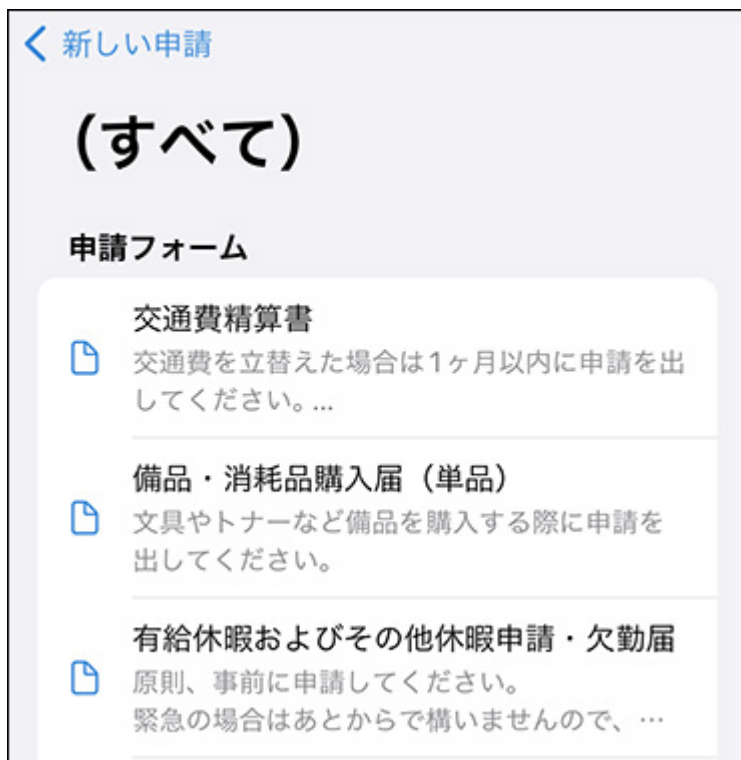 新しい申請
(すべて)
申請フォーム
交通費精算書
交通費を立替えた場合は1ヶ月以内に申請を出
してください。...
備品・消耗品購入届（単品）
文具やトナーなど備品を購入する際に申請を
出してください。
有給休暇およびその他休暇申請・欠勤届
原則、事前に申請してください。
緊急の場合はあとからで構いませんので、…